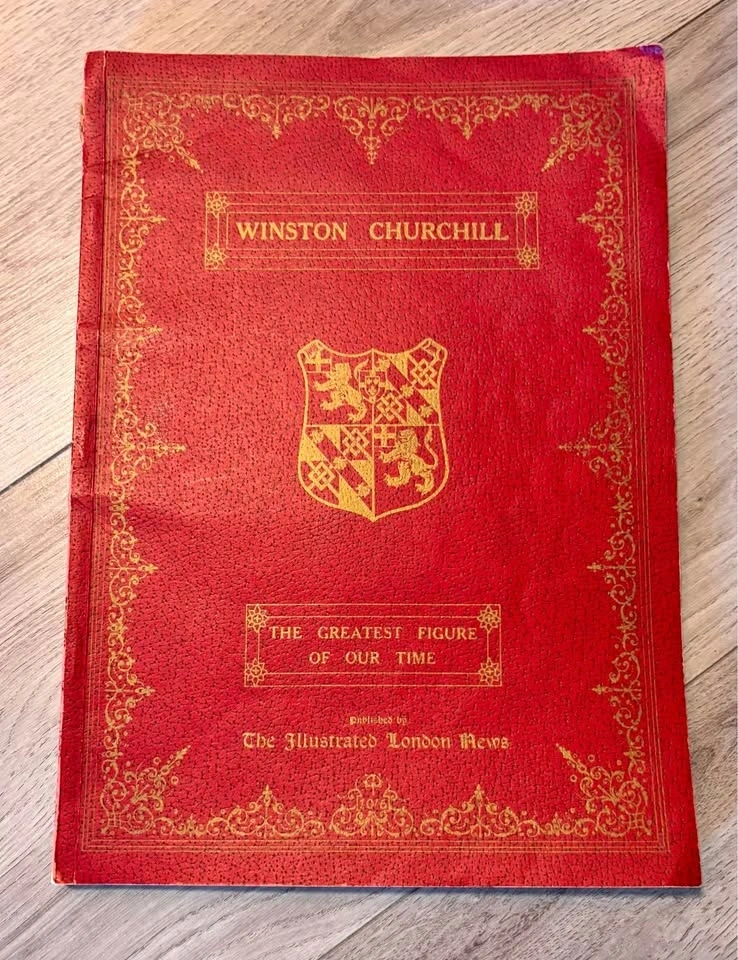 WINSTON CHURCHILL
THE GREATEST FIGURE
OF OUR TIME
Published by
The Illustrated London News
10/6